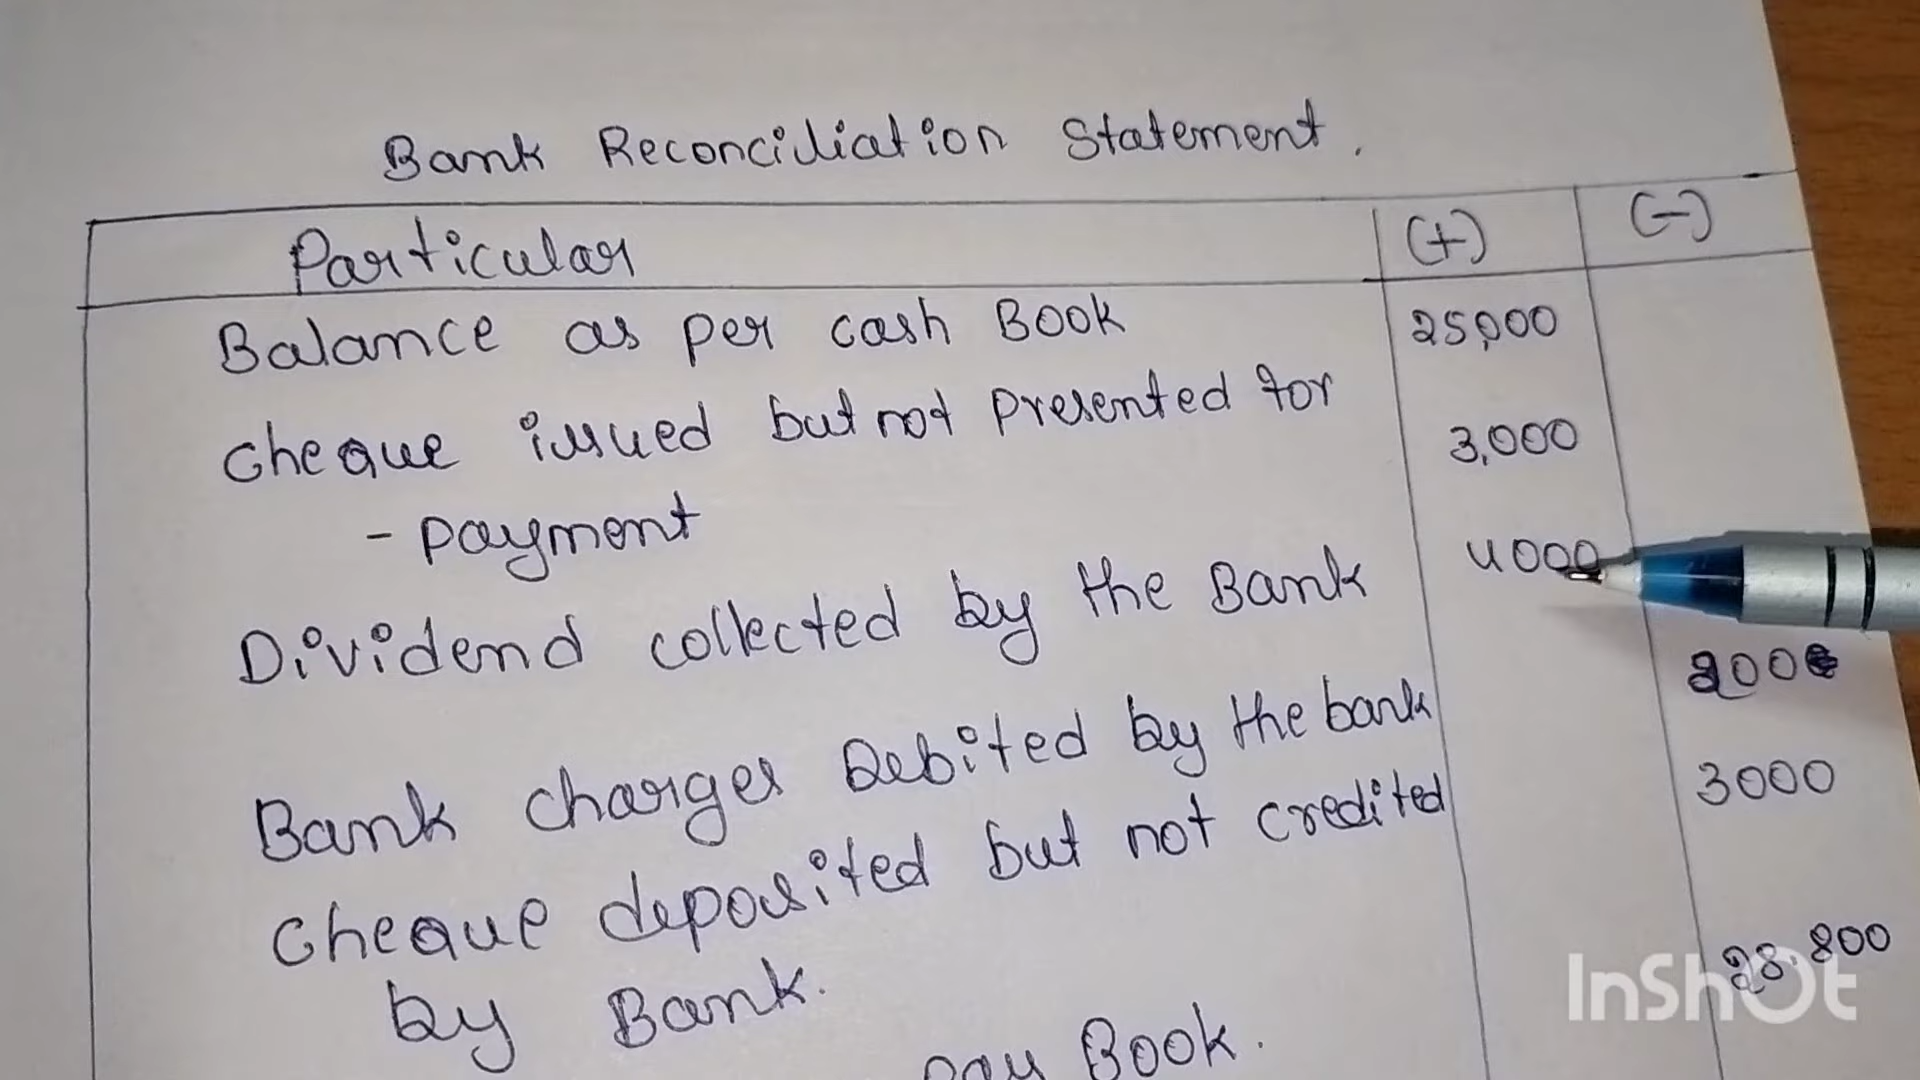 Bank Reconciliation Statement.
Particular (+) (-)
Balance as per cash Book 25,000
cheque issued but not presented for 3,000
- payment
Dividend collected by the Bank 4000
Bank charges Debited by the bank 200
cheque deposited but not credited 3000
by Bank.
28.800
Book.
InShOt